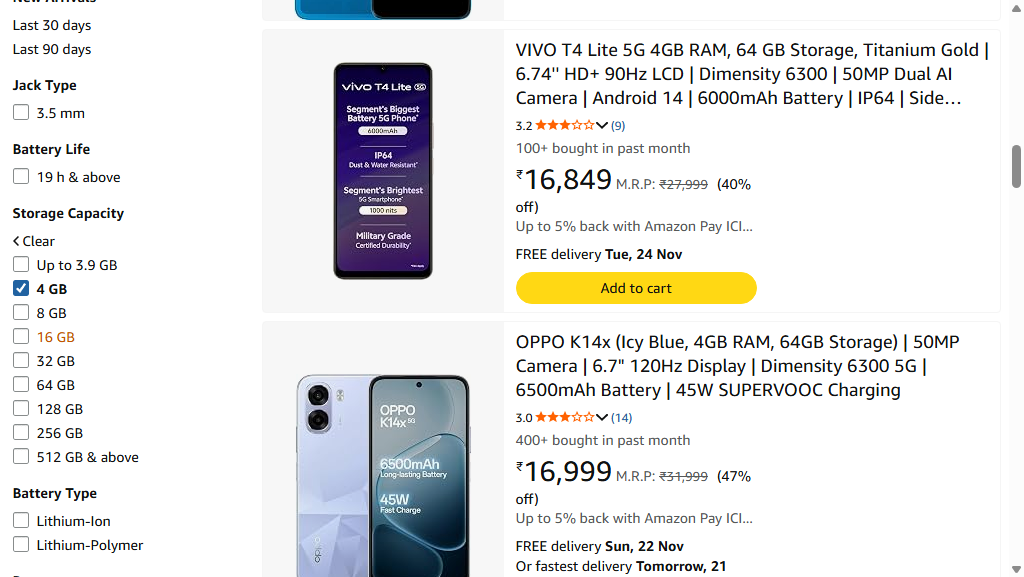 Last 30 days
Last 90 days
Jack Type
3.5 mm
Battery Life
19 h & above
Storage Capacity
Clear
Up to 3.9 GB
4 GB
8 GB
16 GB
32 GB
64 GB
128 GB
256 GB
512 GB & above
Battery Type
Lithium-Ion
Lithium-Polymer
vivo T4 Lite 5G
Segment's Biggest
Battery 5G Phone*
6000mAh
IP64
Dust & Water Resistant*
Segment's Brightest
5G Smartphone*
1000 nits
Military Grade
Certified Durability*
VIVO T4 Lite 5G 4GB RAM, 64 GB Storage, Titanium Gold |
6.74'' HD+ 90Hz LCD | Dimensity 6300 | 50MP Dual AI
Camera | Android 14 | 6000mAh Battery | IP64 | Side…
3.2 (9)
100+ bought in past month
₹16,849 M.R.P: ₹27,999 (40%
off)
Up to 5% back with Amazon Pay ICI…
FREE delivery Tue, 24 Nov
Add to cart
OPPO
K14x 5G
6500mAh
Long-lasting Battery
45W
Fast Charge
oppo
OPPO K14x (Icy Blue, 4GB RAM, 64GB Storage) | 50MP
Camera | 6.7" 120Hz Display | Dimensity 6300 5G |
6500mAh Battery | 45W SUPERVOOC Charging
3.0 (14)
400+ bought in past month
₹16,999 M.R.P: ₹31,999 (47%
off)
Up to 5% back with Amazon Pay ICI…
FREE delivery Sun, 22 Nov
Or fastest delivery Tomorrow, 21